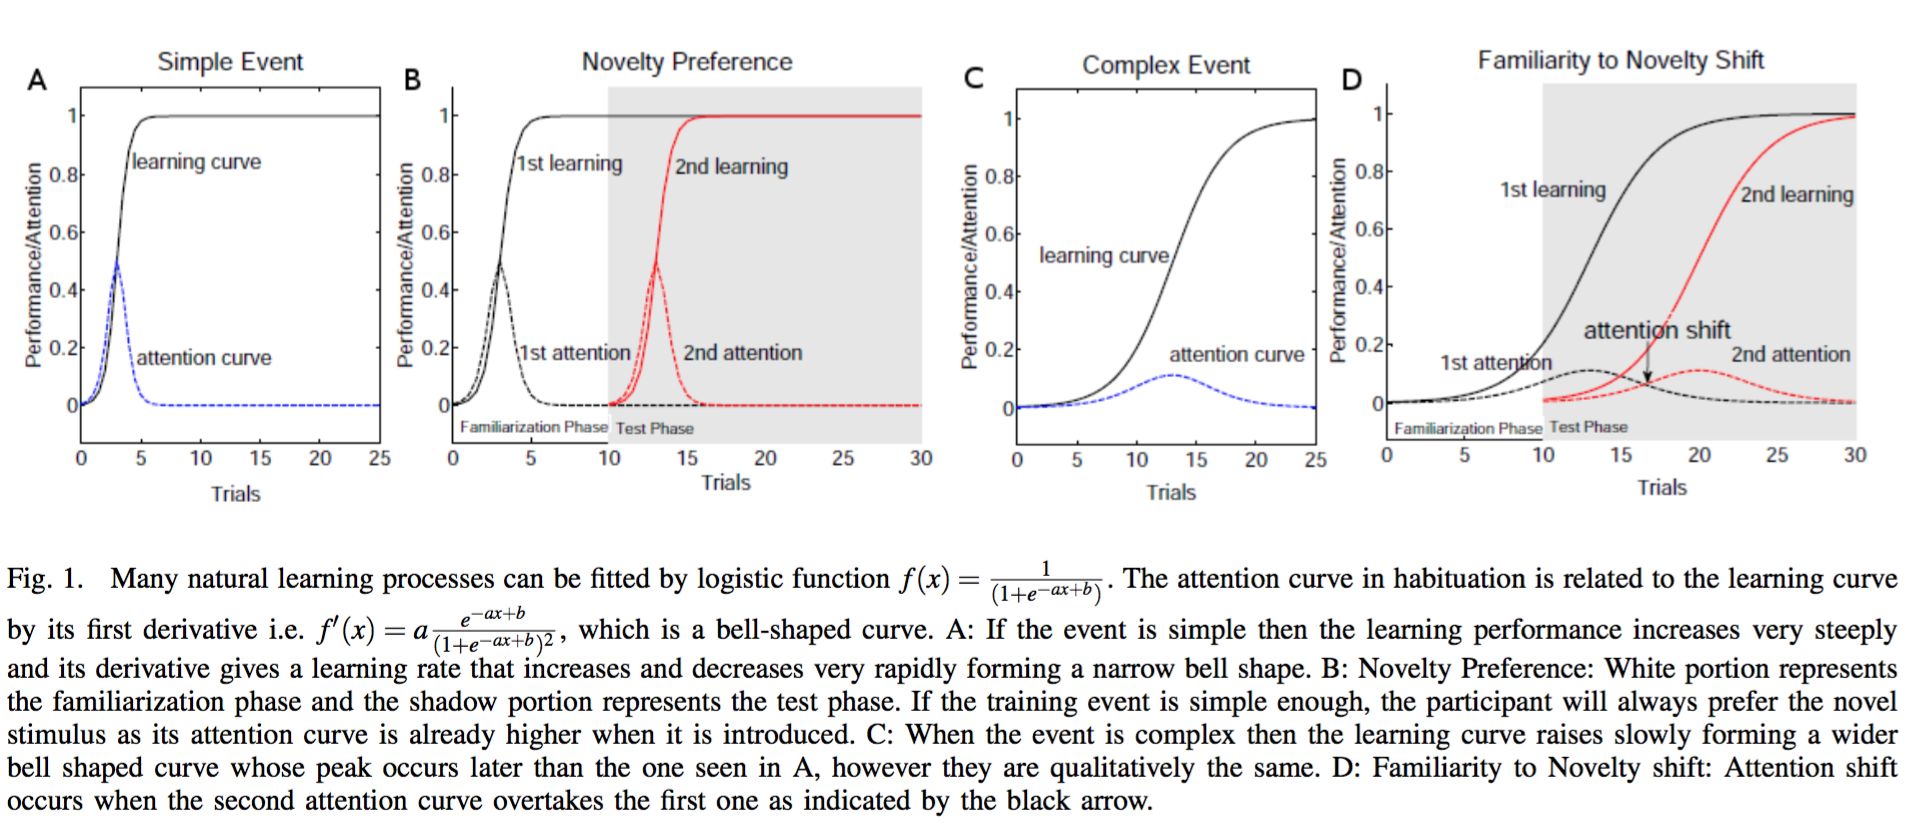 A
Simple Event
1
0.8
0.6
0.4
0.2
0
Performance/Attention
learning curve
attention curve
0 5 10 15 20 25
Trials
B
Novelty Preference
1
0.8
0.6
0.4
0.2
0
Performance/Attention
1st learning
2nd learning
1st attention
2nd attention
Familiarization Phase
Test Phase
0 5 10 15 20 25 30
Trials
C
Complex Event
1
0.8
0.6
0.4
0.2
0
Performance/Attention
learning curve
attention curve
0 5 10 15 20 25
Trials
D
Familiarity to Novelty Shift
1
0.8
0.6
0.4
0.2
0
Performance/Attention
1st learning
2nd learning
attention shift
1st attention
2nd attention
Familiarization Phase
Test Phase
0 5 10 15 20 25 30
Trials
Fig. 1. Many natural learning processes can be fitted by logistic function f(x) = 1/(1+e^{−ax+b}). The attention curve in habituation is related to the learning curve
by its first derivative i.e. f′(x) = a e^{−ax+b}/(1+e^{−ax+b})2, which is a bell-shaped curve. A: If the event is simple then the learning performance increases very steeply
and its derivative gives a learning rate that increases and decreases very rapidly forming a narrow bell shape. B: Novelty Preference: White portion represents
the familiarization phase and the shadow portion represents the test phase. If the training event is simple enough, the participant will always prefer the novel
stimulus as its attention curve is already higher when it is introduced. C: When the event is complex then the learning curve raises slowly forming a wider
bell shaped curve whose peak occurs later than the one seen in A, however they are qualitatively the same. D: Familiarity to Novelty shift: Attention shift
occurs when the second attention curve overtakes the first one as indicated by the black arrow.